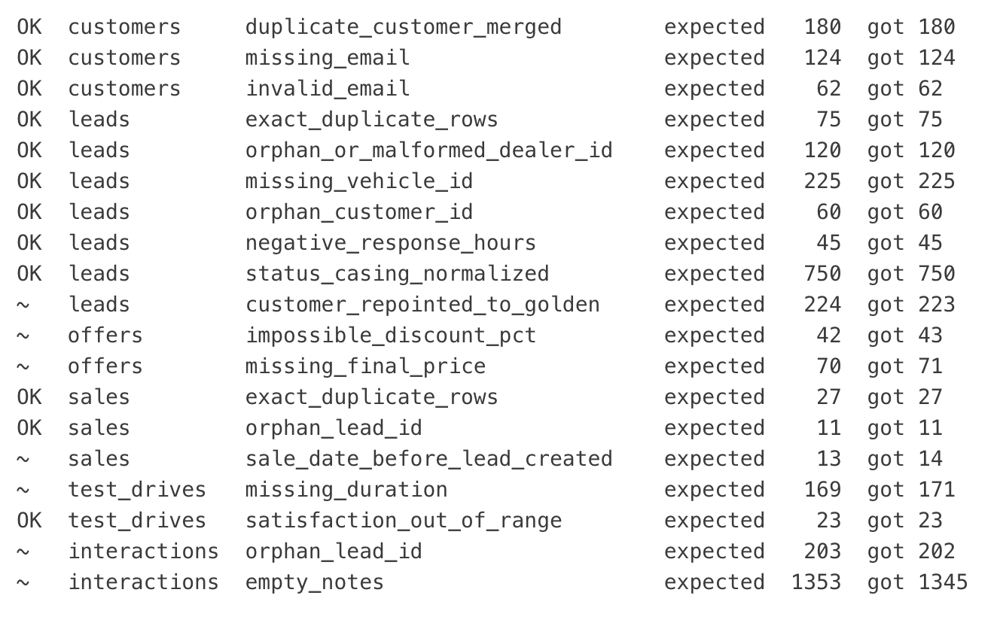 OK customers duplicate_customer_merged expected 180 got 180
OK customers missing_email expected 124 got 124
OK customers invalid_email expected 62 got 62
OK leads exact_duplicate_rows expected 75 got 75
OK leads orphan_or_malformed_dealer_id expected 120 got 120
OK leads missing_vehicle_id expected 225 got 225
OK leads orphan_customer_id expected 60 got 60
OK leads negative_response_hours expected 45 got 45
OK leads status_casing_normalized expected 750 got 750
~ leads customer_repointed_to_golden expected 224 got 223
~ offers impossible_discount_pct expected 42 got 43
~ offers missing_final_price expected 70 got 71
OK sales exact_duplicate_rows expected 27 got 27
OK sales orphan_lead_id expected 11 got 11
~ sales sale_date_before_lead_created expected 13 got 14
~ test_drives missing_duration expected 169 got 171
OK test_drives satisfaction_out_of_range expected 23 got 23
~ interactions orphan_lead_id expected 203 got 202
~ interactions empty_notes expected 1353 got 1345